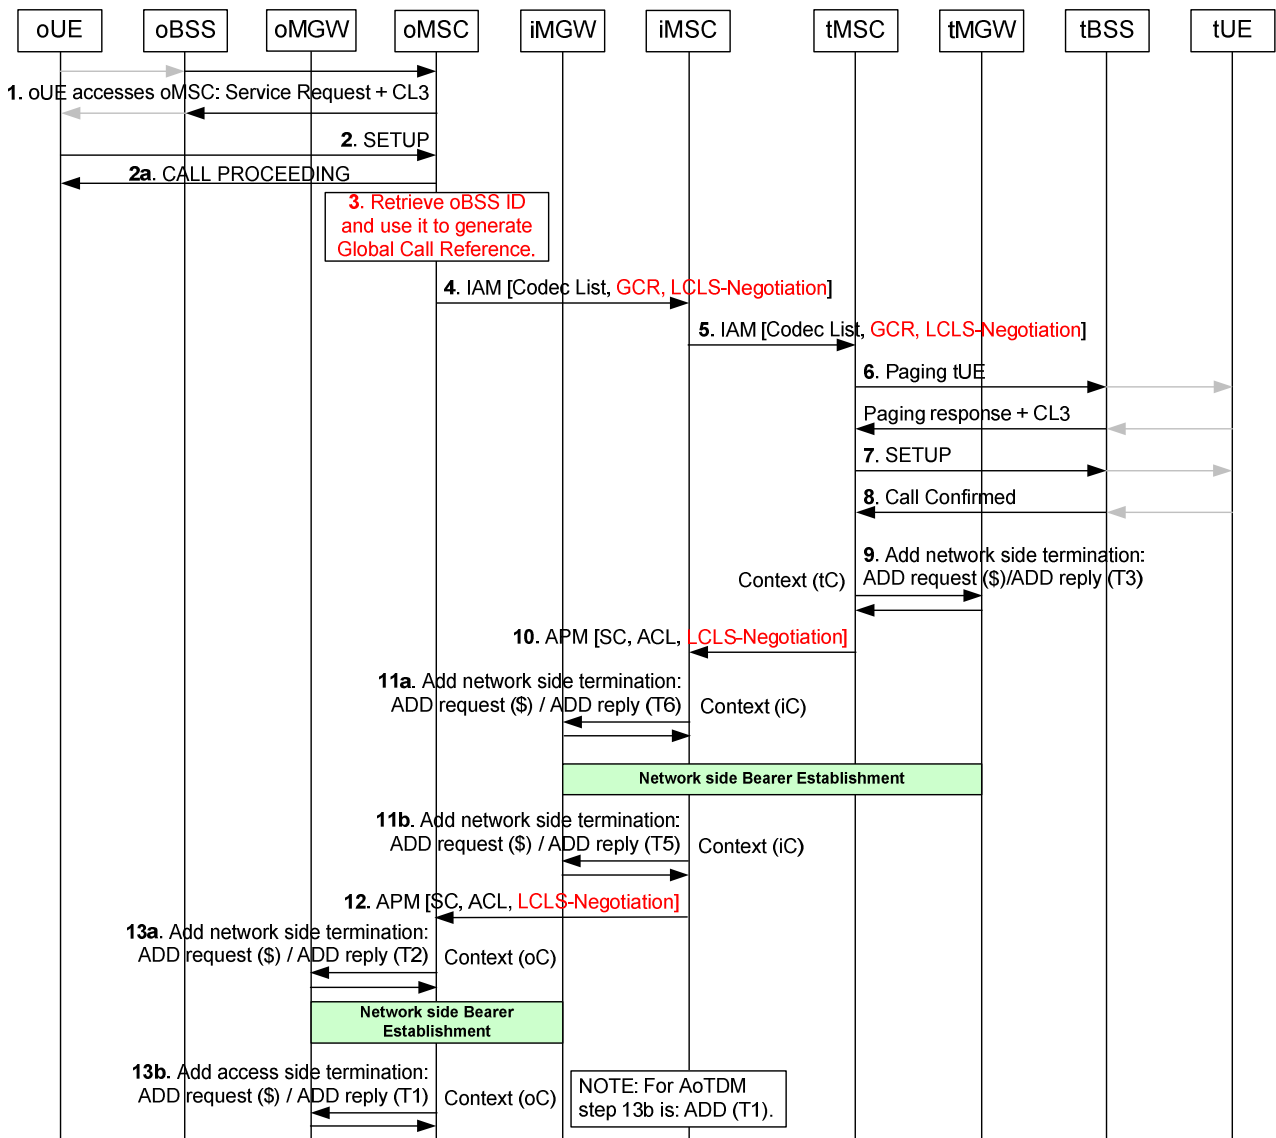 oUE oBSS oMGW oMSC iMGW iMSC tMSC tMGW tBSS tUE
1. oUE accesses oMSC: Service Request + CL3
2. SETUP
2a. CALL PROCEEDING
3. Retrieve oBSS ID
and use it to generate
Global Call Reference.
4. IAM [Codec List, GCR, LCLS-Negotiation]
5. IAM [Codec List, GCR, LCLS-Negotiation]
6. Paging tUE
Paging response + CL3
7. SETUP
8. Call Confirmed
9. Add network side termination:
Context (tC) ADD request ($)/ADD reply (T3)
10. APM [SC, ACL, LCLS-Negotiation]
11a. Add network side termination:
ADD request ($) / ADD reply (T6) Context (iC)
Network side Bearer Establishment
11b. Add network side termination:
ADD request ($) / ADD reply (T5) Context (iC)
12. APM [SC, ACL, LCLS-Negotiation]
13a. Add network side termination:
ADD request ($) / ADD reply (T2) Context (oC)
Network side Bearer
Establishment
13b. Add access side termination:
ADD request ($) / ADD reply (T1) Context (oC)
NOTE: For AoTDM
step 13b is: ADD (T1).